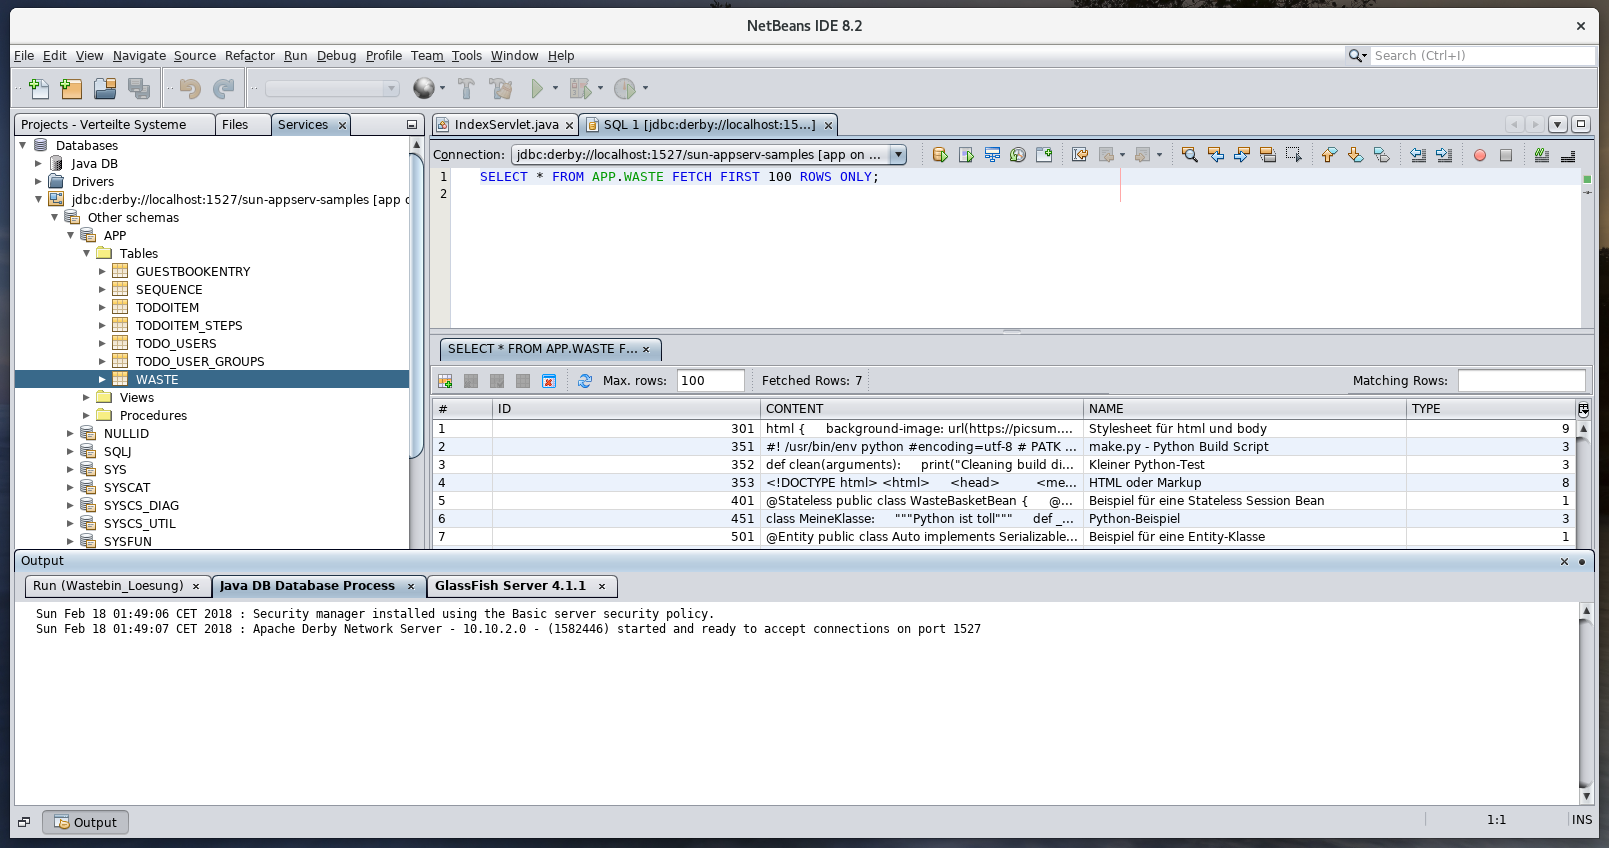 NetBeans IDE 8.2
File Edit View Navigate Source Refactor Run Debug Profile Team Tools Window Help
Search (Ctrl+I)
Projects - Verteilte Systeme
Files
Services
Databases
Java DB
Drivers
jdbc:derby://localhost:1527/sun-appserv-samples [app o
Other schemas
APP
Tables
GUESTBOOKENTRY
SEQUENCE
TODOITEM
TODOITEM_STEPS
TODO_USERS
TODO_USER_GROUPS
WASTE
Views
Procedures
NULLID
SQLJ
SYS
SYSCAT
SYSCS_DIAG
SYSCS_UTIL
SYSFUN
IndexServlet.java
SQL 1 [jdbc:derby://localhost:15...]
Connection: jdbc:derby://localhost:1527/sun-appserv-samples [app on ...
1 SELECT * FROM APP.WASTE FETCH FIRST 100 ROWS ONLY;
2
SELECT * FROM APP.WASTE F...
Max. rows: 100 Fetched Rows: 7 Matching Rows:
# ID CONTENT NAME TYPE
1 301 html { background-image: url(https://picsum.... Stylesheet für html und body 9
2 351 #! /usr/bin/env python #encoding=utf-8 # PATK ... make.py - Python Build Script 3
3 352 def clean(arguments): print("Cleaning build di... Kleiner Python-Test 3
4 353 <!DOCTYPE html> <html> <head> <me... HTML oder Markup 8
5 401 @Stateless public class WasteBasketBean { @... Beispiel für eine Stateless Session Bean 1
6 451 class MeineKlasse: """Python ist toll""" def _... Python-Beispiel 3
7 501 @Entity public class Auto implements Serializable... Beispiel für eine Entity-Klasse 1
Output
Run (Wastebin_Loesung)
Java DB Database Process
GlassFish Server 4.1.1
Sun Feb 18 01:49:06 CET 2018 : Security manager installed using the Basic server security policy.
Sun Feb 18 01:49:07 CET 2018 : Apache Derby Network Server - 10.10.2.0 - (1582446) started and ready to accept connections on port 1527
Output
1:1 INS